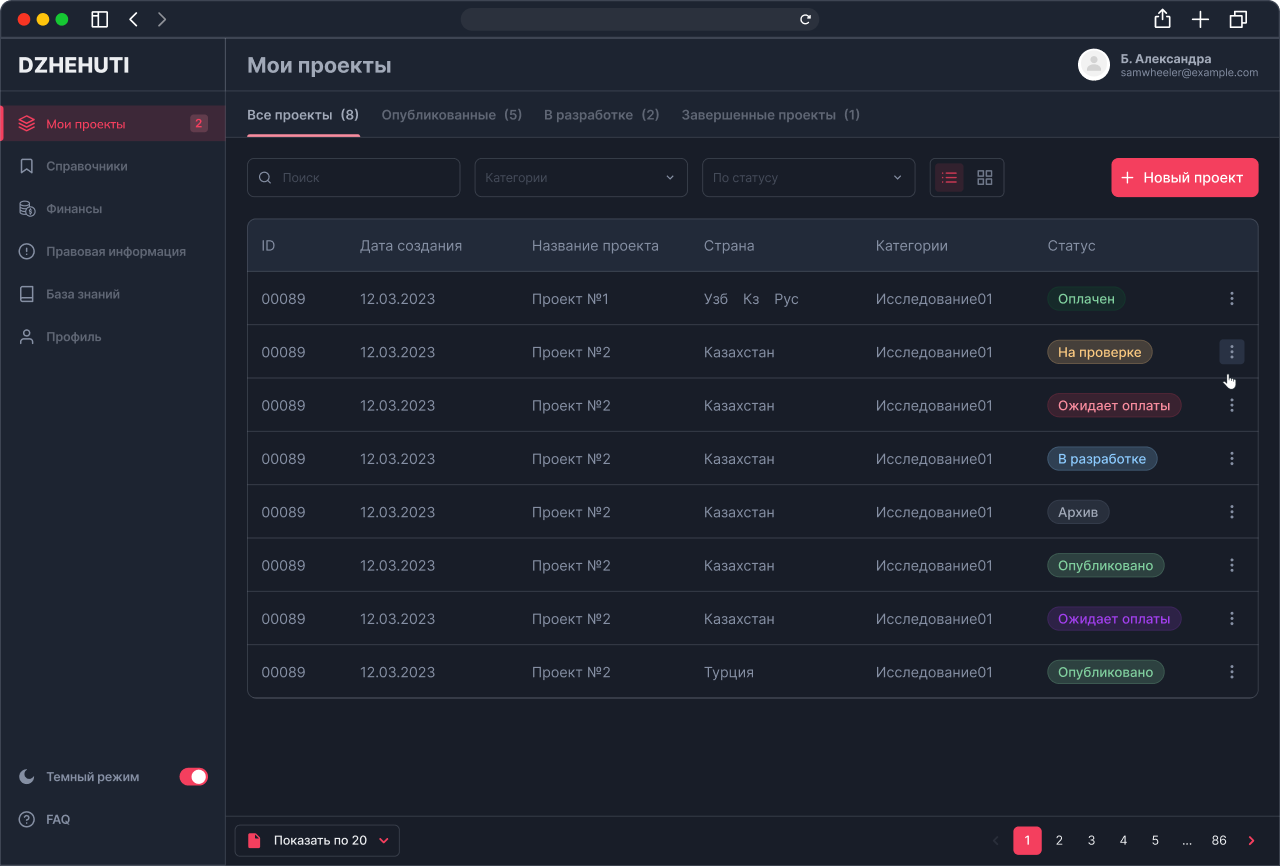 DZHEHUTI
Мои проекты
Б. Александра
samwheeler@example.com
Мои проекты 2
Справочники
Финансы
Правовая информация
База знаний
Профиль
Темный режим
FAQ
Все проекты (8) Опубликованные (5) В разработке (2) Завершенные проекты (1)
Поиск Категории По статусу Новый проект
ID Дата создания Название проекта Страна Категории Статус
00089 12.03.2023 Проект №1 Узб Кз Рус Исследование01 Оплачен
00089 12.03.2023 Проект №2 Казахстан Исследование01 На проверке
00089 12.03.2023 Проект №2 Казахстан Исследование01 Ожидает оплаты
00089 12.03.2023 Проект №2 Казахстан Исследование01 В разработке
00089 12.03.2023 Проект №2 Казахстан Исследование01 Архив
00089 12.03.2023 Проект №2 Казахстан Исследование01 Опубликовано
00089 12.03.2023 Проект №2 Казахстан Исследование01 Ожидает оплаты
00089 12.03.2023 Проект №2 Турция Исследование01 Опубликовано
Показать по 20 1 2 3 4 5 ... 86